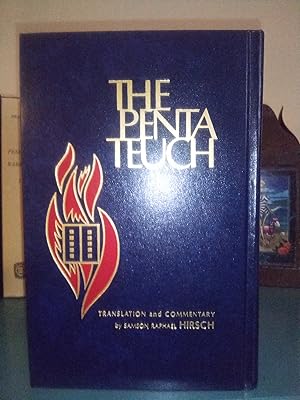 THE
PENTA
TEUCH
TRANSLATION and COMMENTARY
by SAMSON RAPHAEL HIRSCH